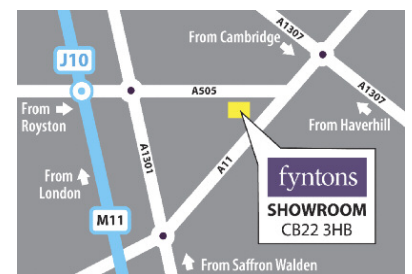 A1307
From Cambridge
J10
A505
A1307
From
Royston
From Haverhill
A1301
A11
From
London
fyntons
SHOWROOM
CB22 3HB
M11
From Saffron Walden